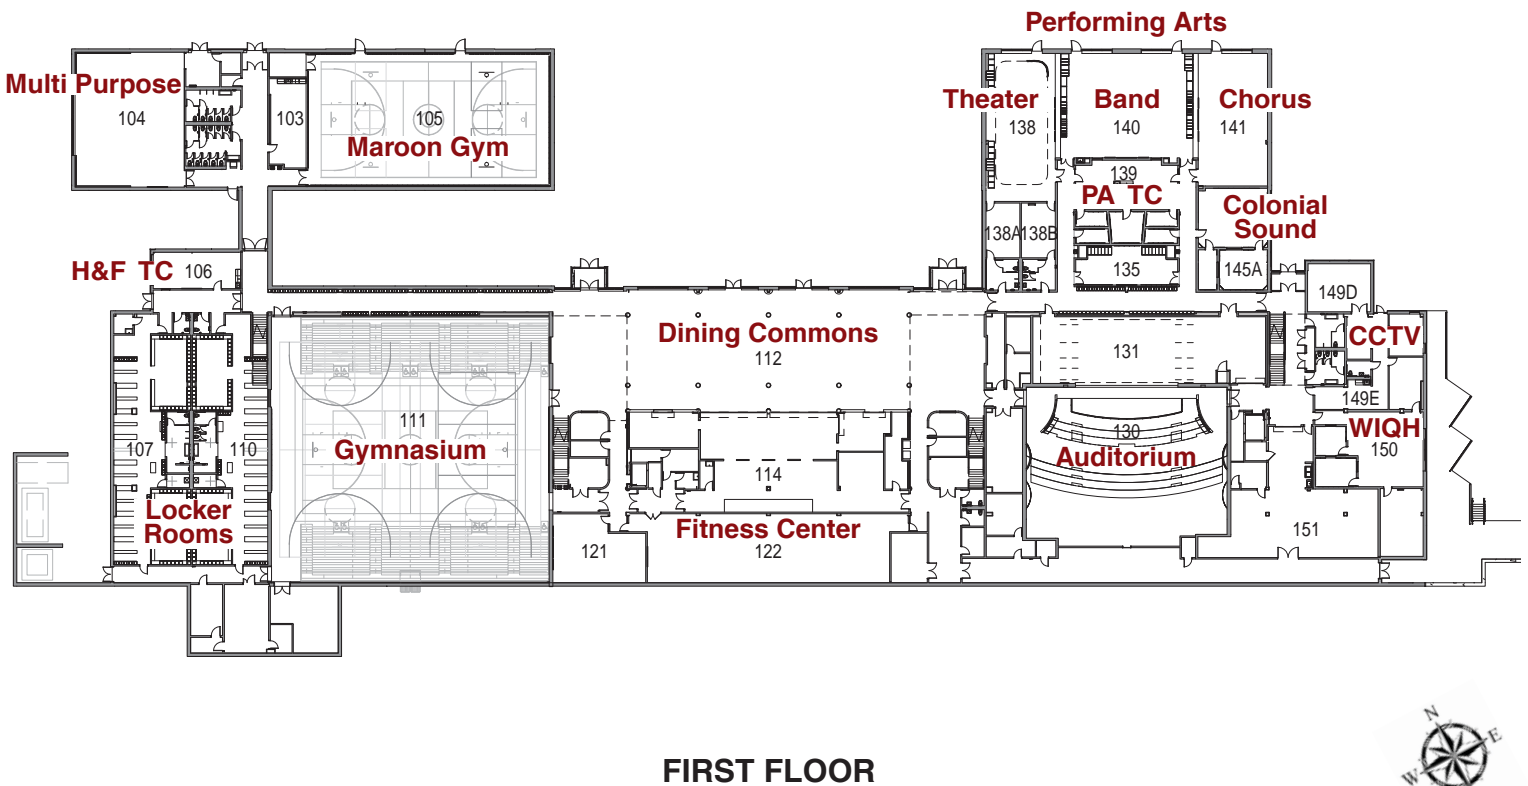 Performing Arts
Multi Purpose
104
103
105
Maroon Gym
Theater
138
Band
140
Chorus
141
139
PA TC
Colonial
Sound
138A
138B
135
145A
H&F TC
106
149D
Dining Commons
112
131
CCTV
149E
111
Gymnasium
107
110
130
Auditorium
WIQH
150
114
Locker
Rooms
Fitness Center
121
122
151
N
E
W
FIRST FLOOR